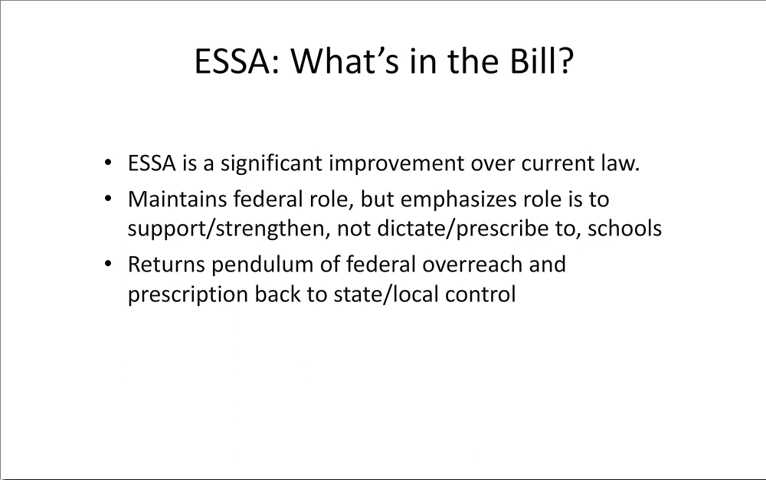 ESSA: What’s in the Bill?
• ESSA is a significant improvement over current law.
• Maintains federal role, but emphasizes role is to
support/strengthen, not dictate/prescribe to, schools
• Returns pendulum of federal overreach and
prescription back to state/local control